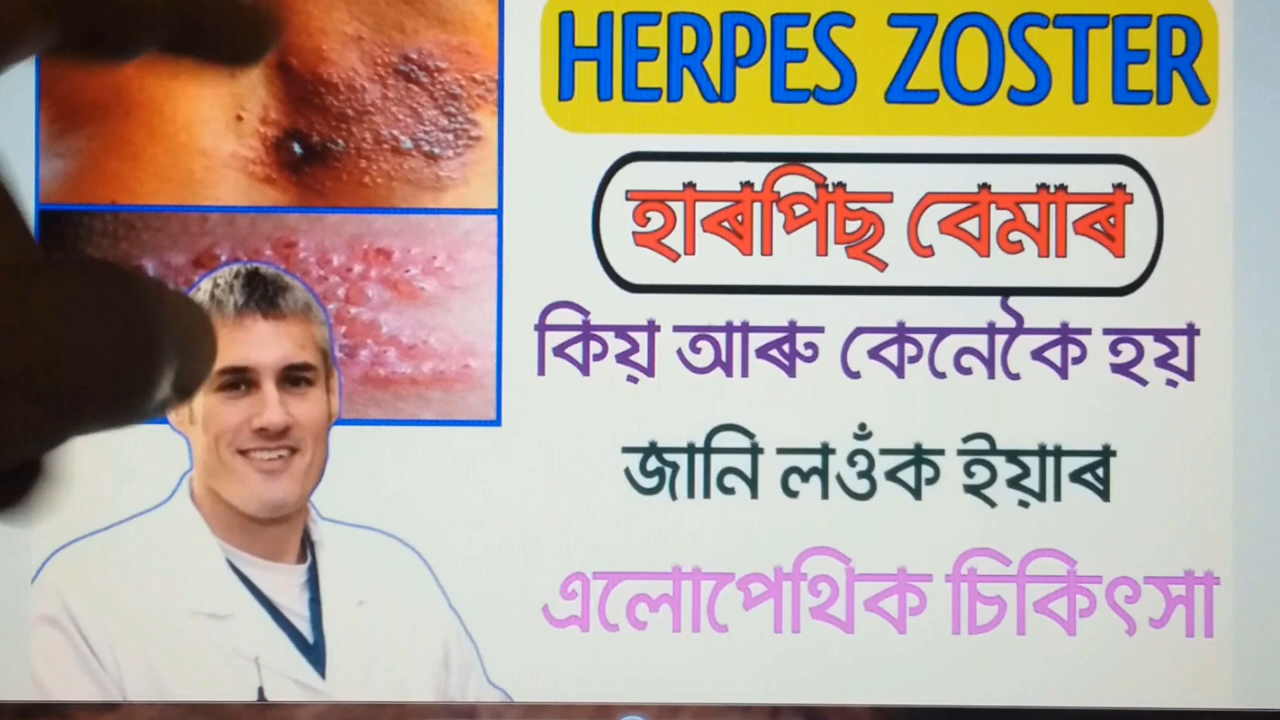 HERPES ZOSTER
হাৰপিছ বেমাৰ
কিয় আৰু কেনেকৈ হয়
জানি লওঁক ইয়াৰ
এলোপেথিক চিকিৎসা